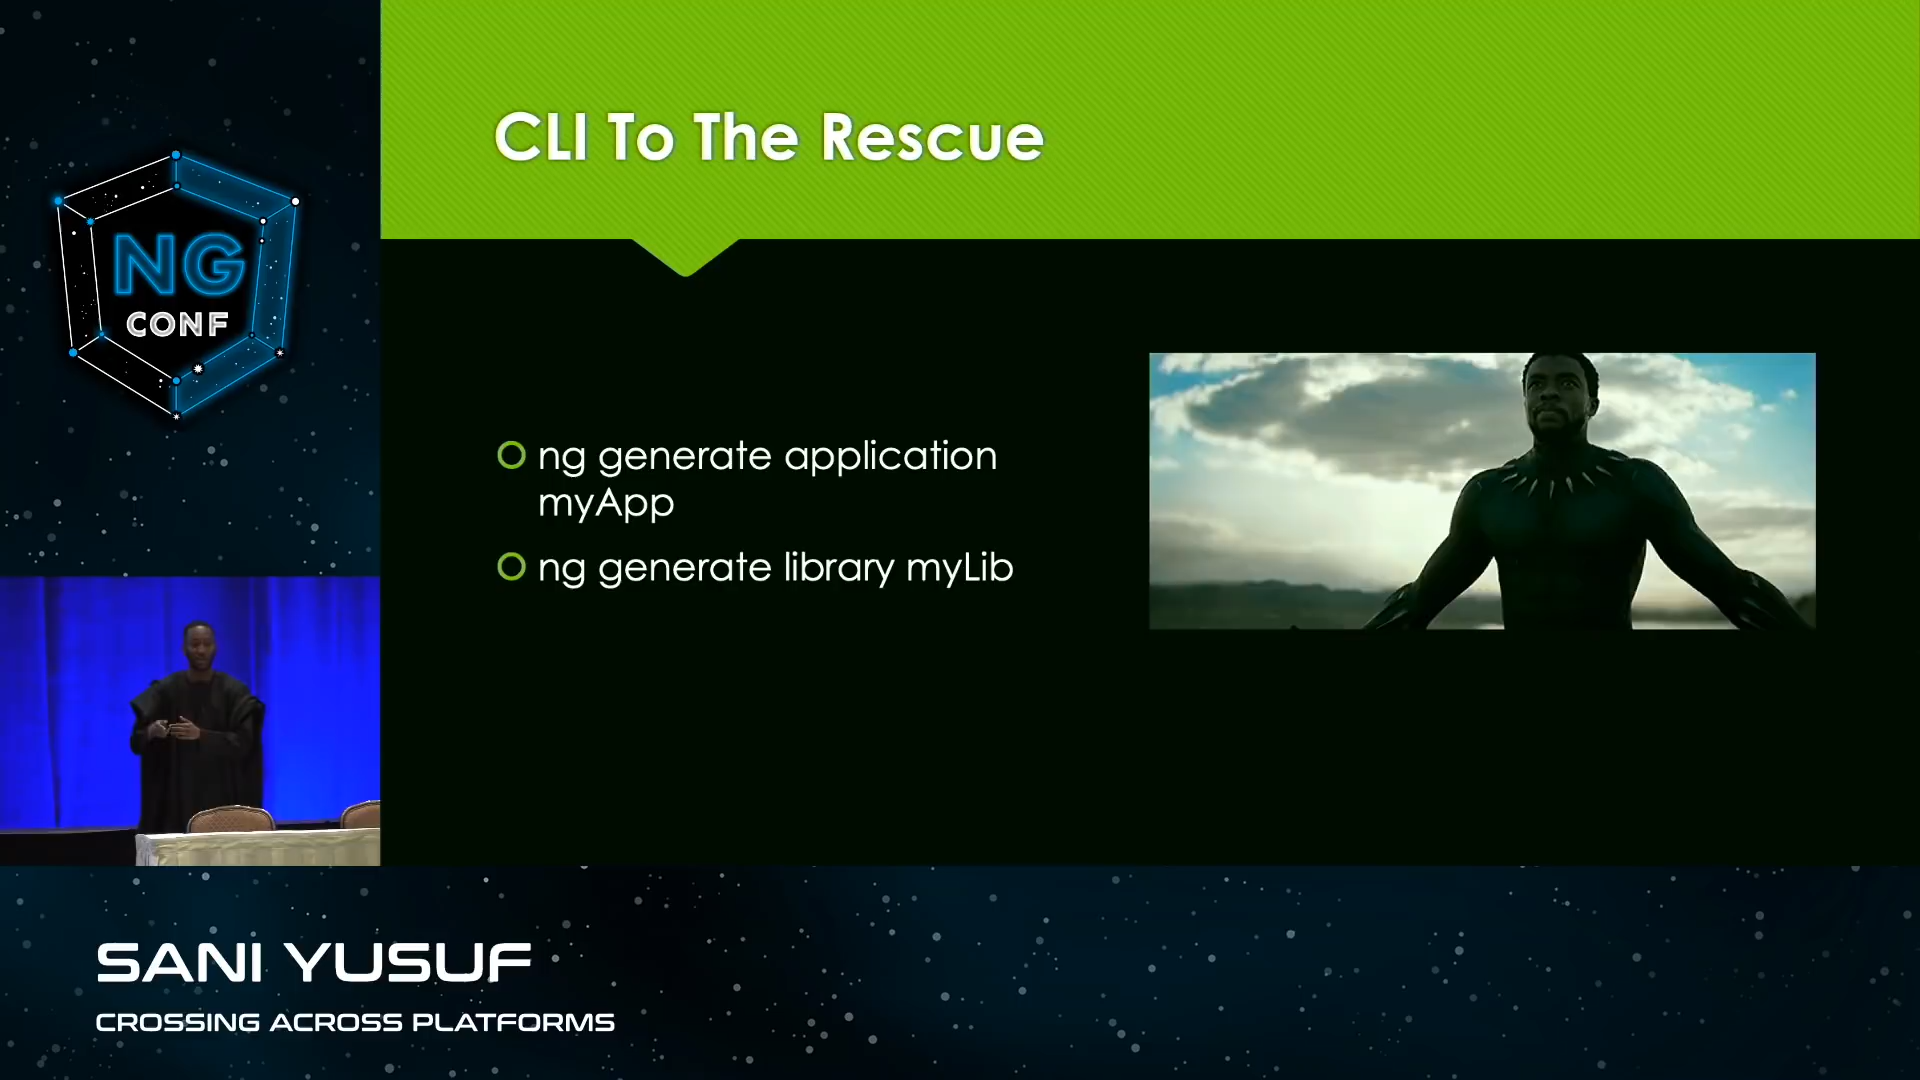 NG
CONF
CLI To The Rescue
ng generate application
myApp
ng generate library myLib
SANI YUSUF
CROSSING ACROSS PLATFORMS